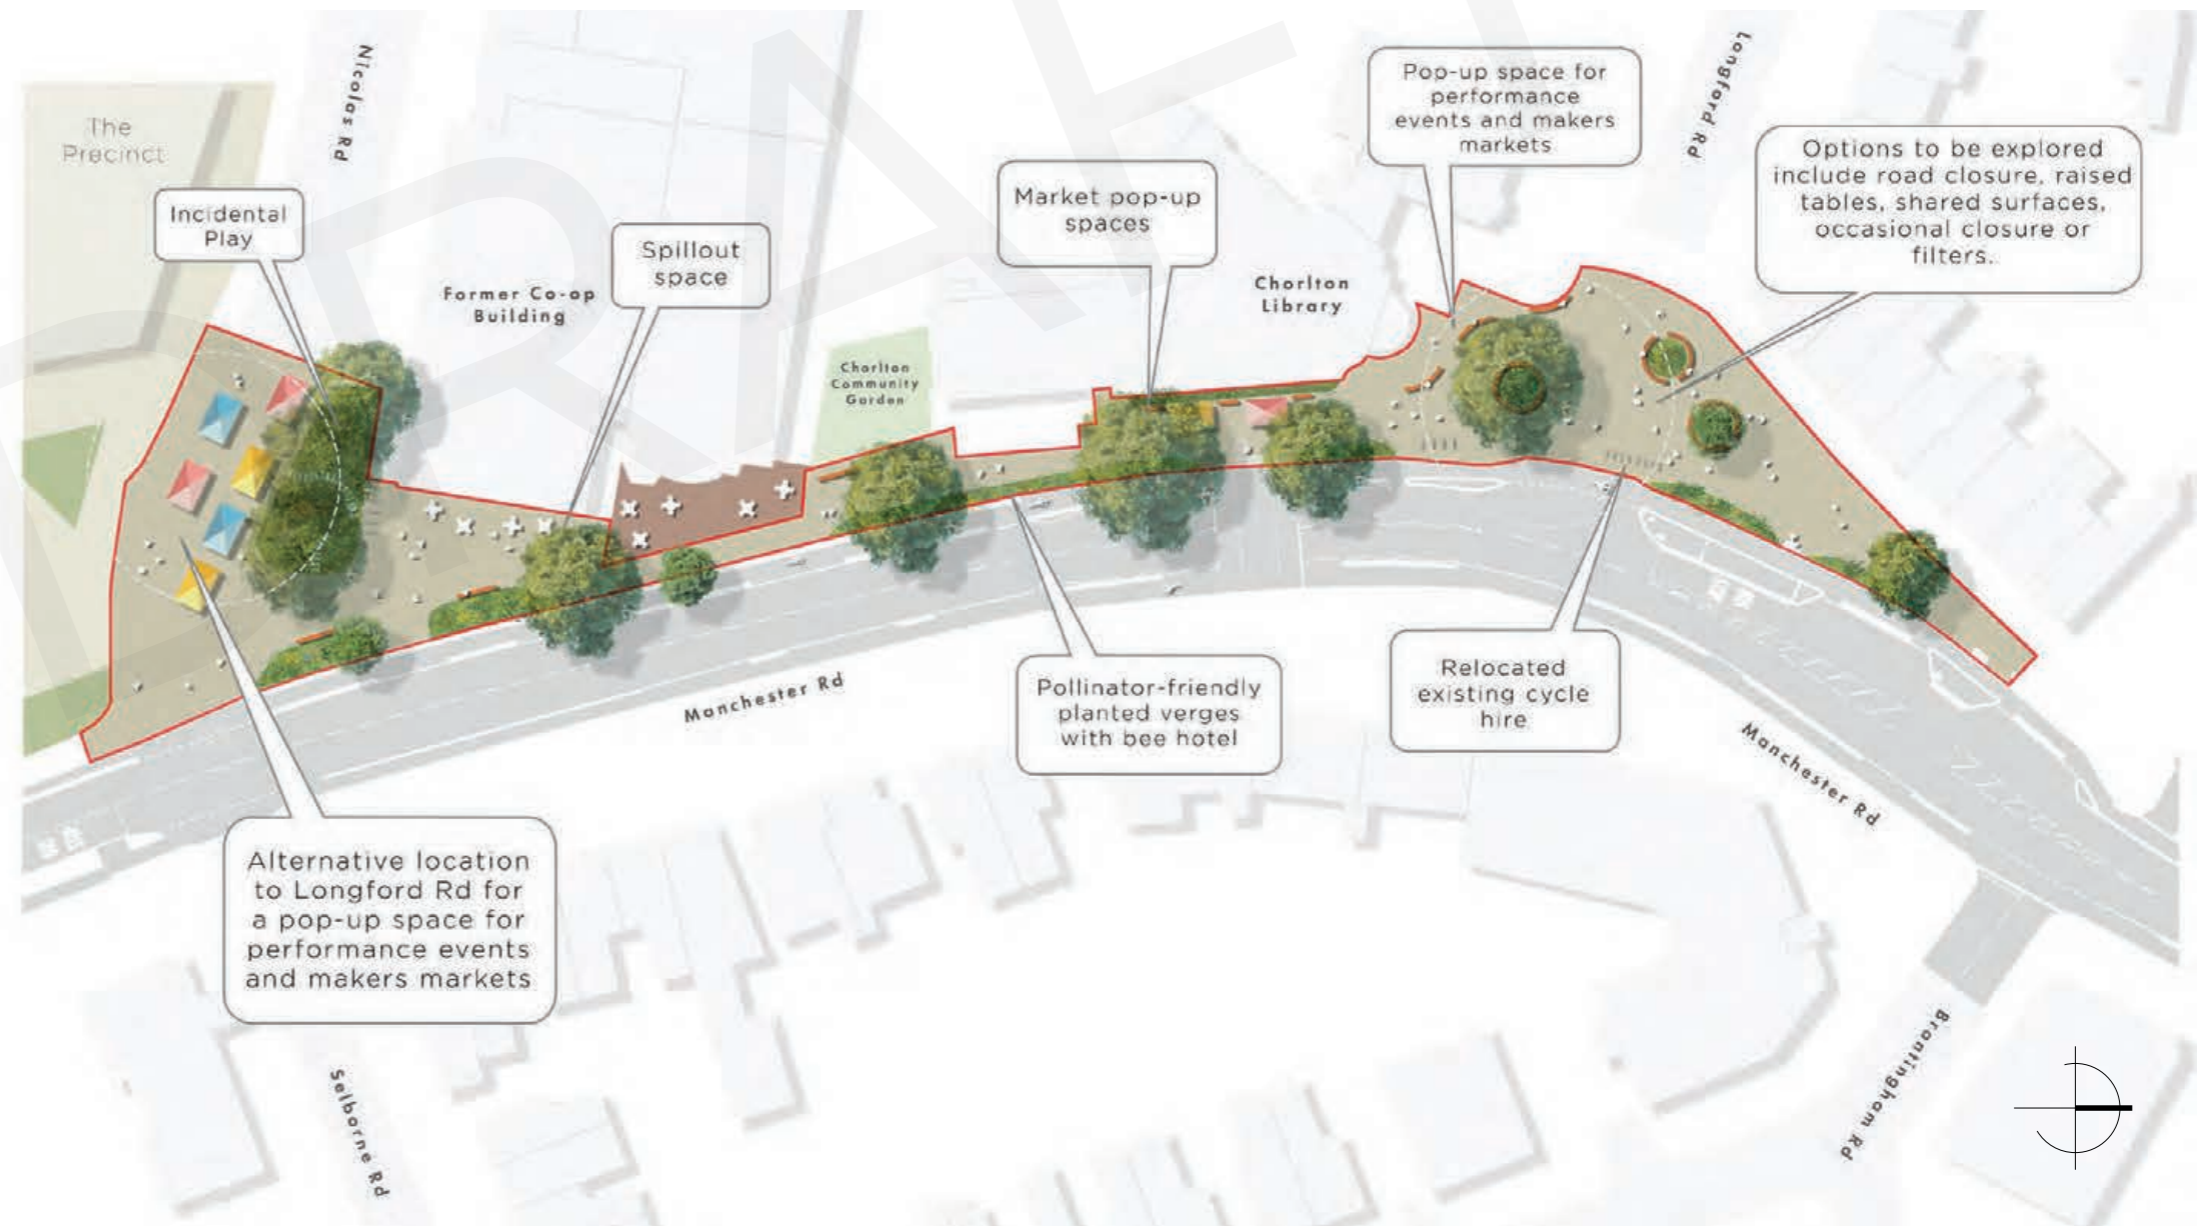 DRAF
Nicolas Rd
Longford Rd
The
Precinct
Pop-up space for
performance
events and makers
markets
Options to be explored
include road closure, raised
tables, shared surfaces,
occasional closure or
filters.
Incidental
Play
Market pop-up
spaces
Spillout
space
Former Co-op
Building
Chorlton
Library
Chorlton
Community
Garden
Manchester Rd
Pollinator-friendly
planted verges
with bee hotel
Relocated
existing cycle
hire
Manchester Rd
Alternative location
to Longford Rd for
a pop-up space for
performance events
and makers markets
Selborne Rd
Brantingham Rd